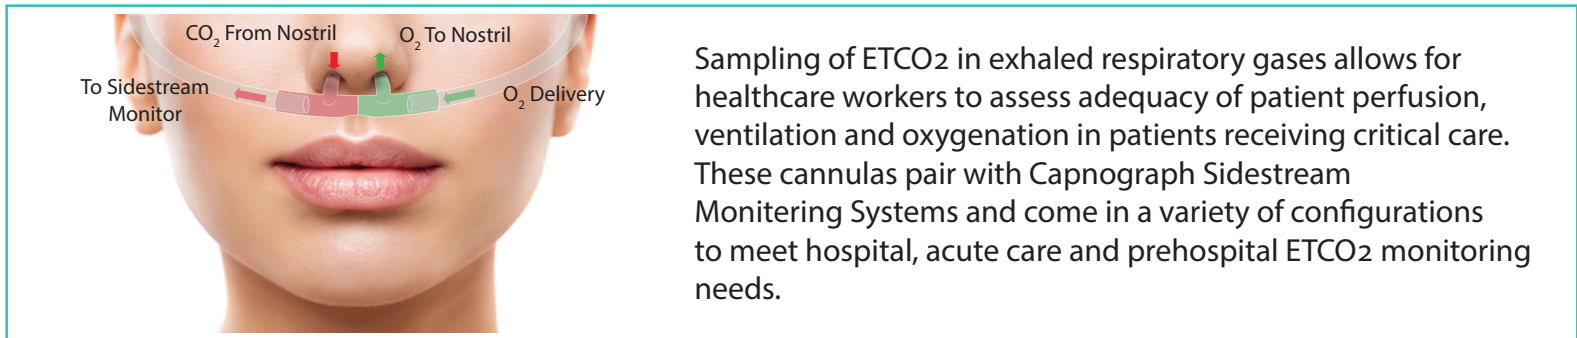 CO₂ From Nostril
O₂ To Nostril
To Sidestream
Monitor
O₂ Delivery
Sampling of ETCO2 in exhaled respiratory gases allows for
healthcare workers to assess adequacy of patient perfusion,
ventilation and oxygenation in patients receiving critical care.
These cannulas pair with Capnograph Sidestream
Monitering Systems and come in a variety of configurations
to meet hospital, acute care and prehospital ETCO2 monitoring
needs.